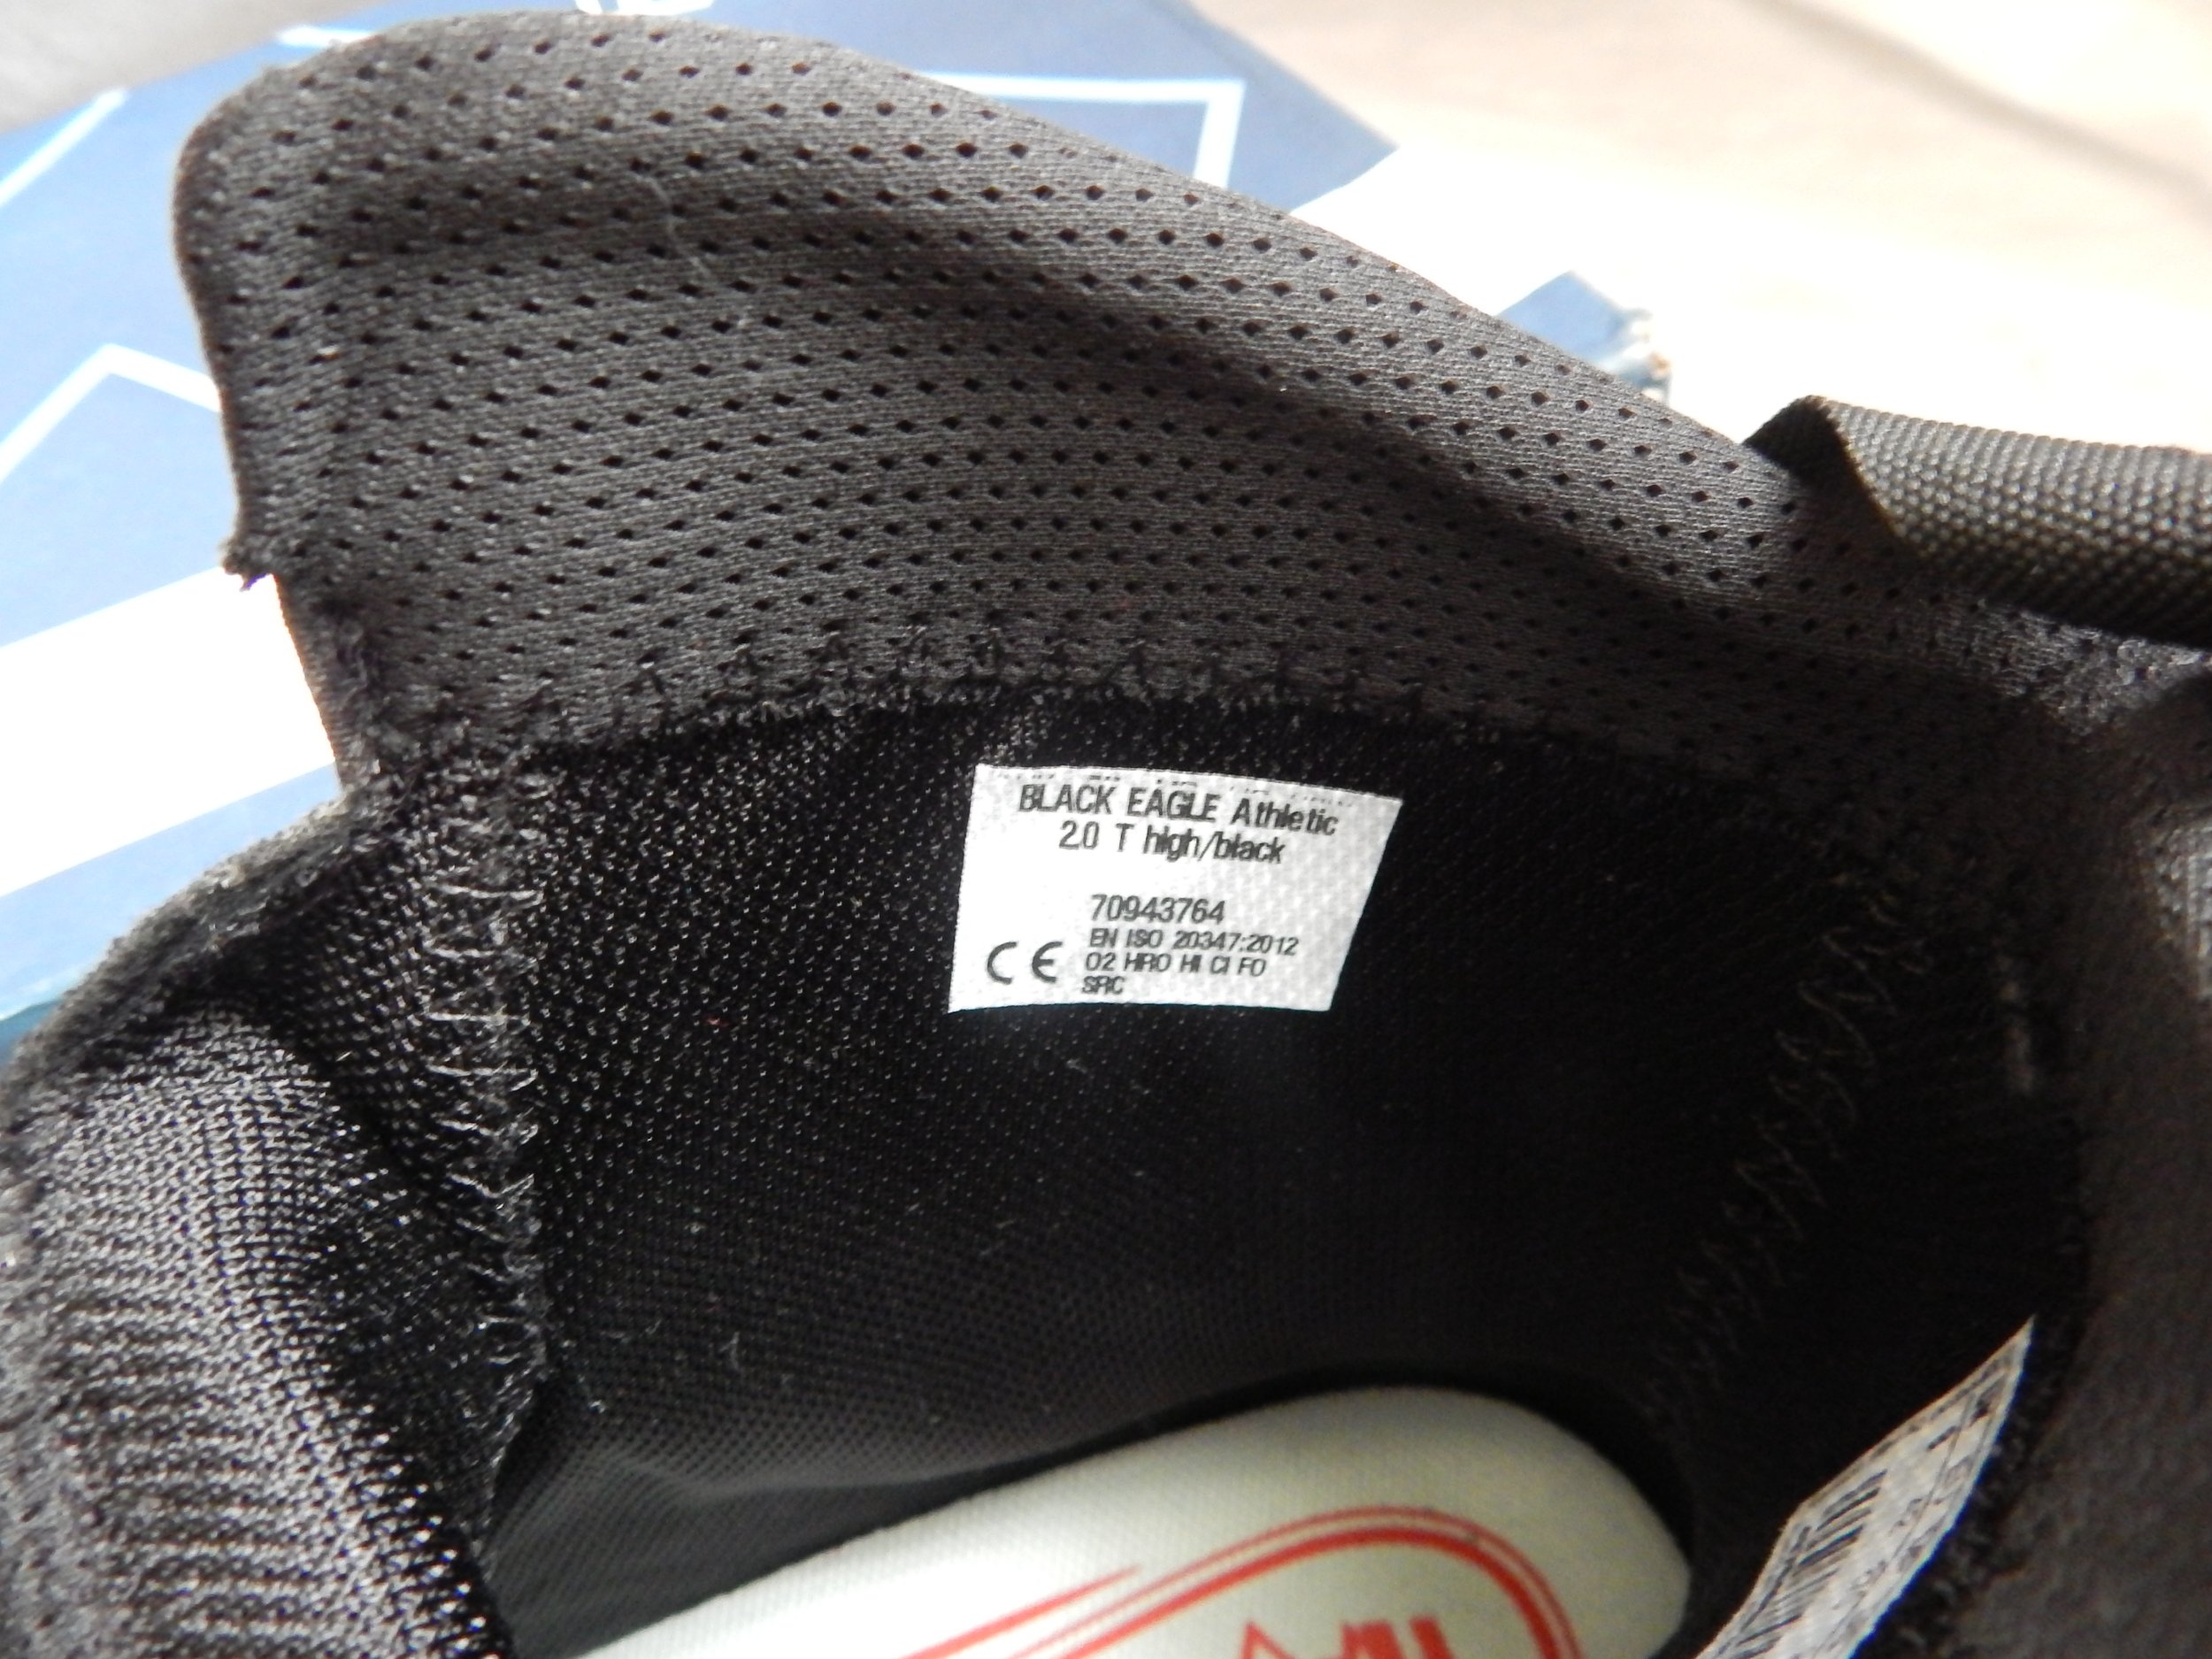 BLACK EAGLE Athletic
2.0 T high/black
70943764
EN ISO 20347:2012
CE O2 HRO HI CI FO
SRC